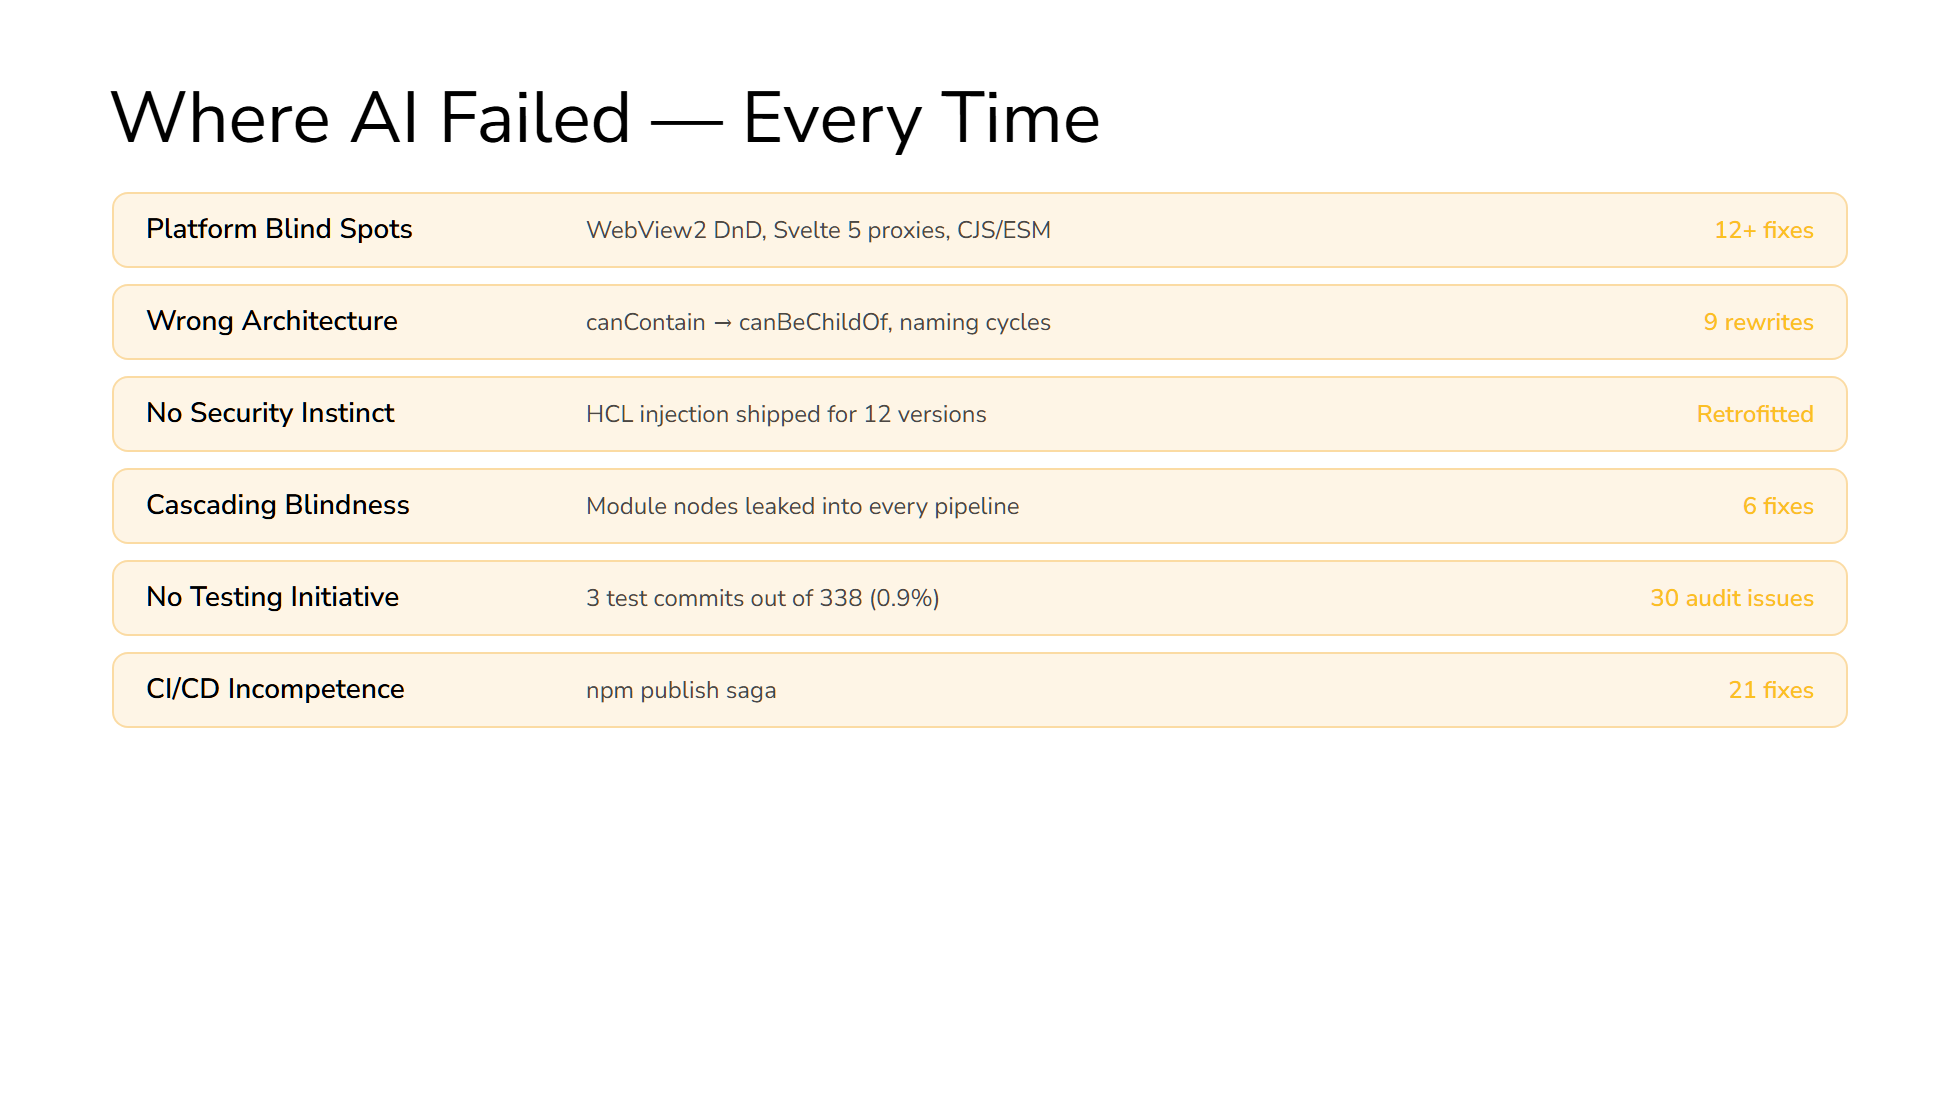 Where AI Failed — Every Time
Platform Blind Spots WebView2 DnD, Svelte 5 proxies, CJS/ESM 12+ fixes
Wrong Architecture canContain → canBeChildOf, naming cycles 9 rewrites
No Security Instinct HCL injection shipped for 12 versions Retrofitted
Cascading Blindness Module nodes leaked into every pipeline 6 fixes
No Testing Initiative 3 test commits out of 338 (0.9%) 30 audit issues
CI/CD Incompetence npm publish saga 21 fixes